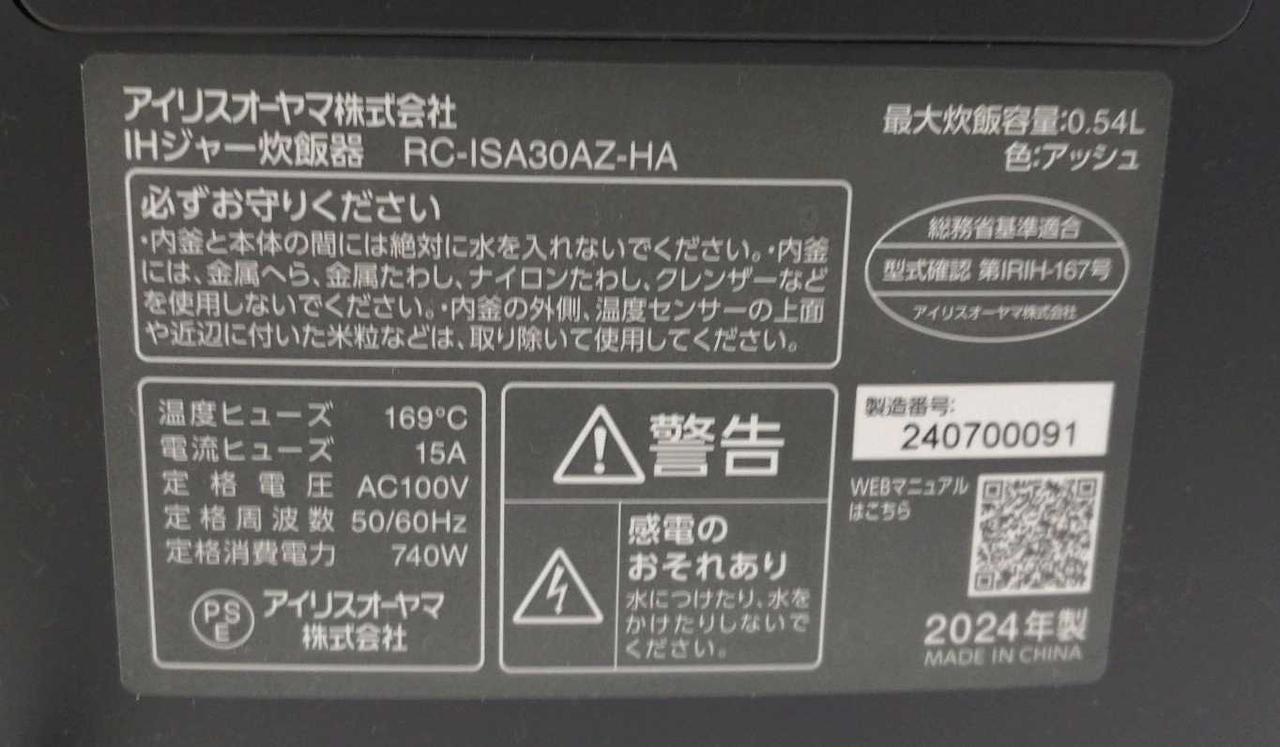 アイリスオーヤマ株式会社
IHジャー炊飯器 RC-ISA30AZ-HA
最大炊飯容量:0.54L
色:アッシュ
必ずお守りください
・内釜と本体の間には絶対に水を入れないでください。・内釜
には、金属へら、金属たわし、ナイロンたわし、クレンザーなど
を使用しないでください。・内釜の外側、温度センサーの上面
や近辺に付いた米粒などは、取り除いて使用してください。
総務省基準適合
型式確認 第IRIH-167号
アイリスオーヤマ株式会社
温度ヒューズ 169℃
電流ヒューズ 15A
定格電圧 AC100V
定格周波数 50/60Hz
定格消費電力 740W
PS
E
アイリスオーヤマ
株式会社
警告
感電の
おそれあり
水につけたり、水を
かけたりしないで
ください。
製造番号:
240700091
WEBマニュアル
はこちら
2024年製
MADE IN CHINA